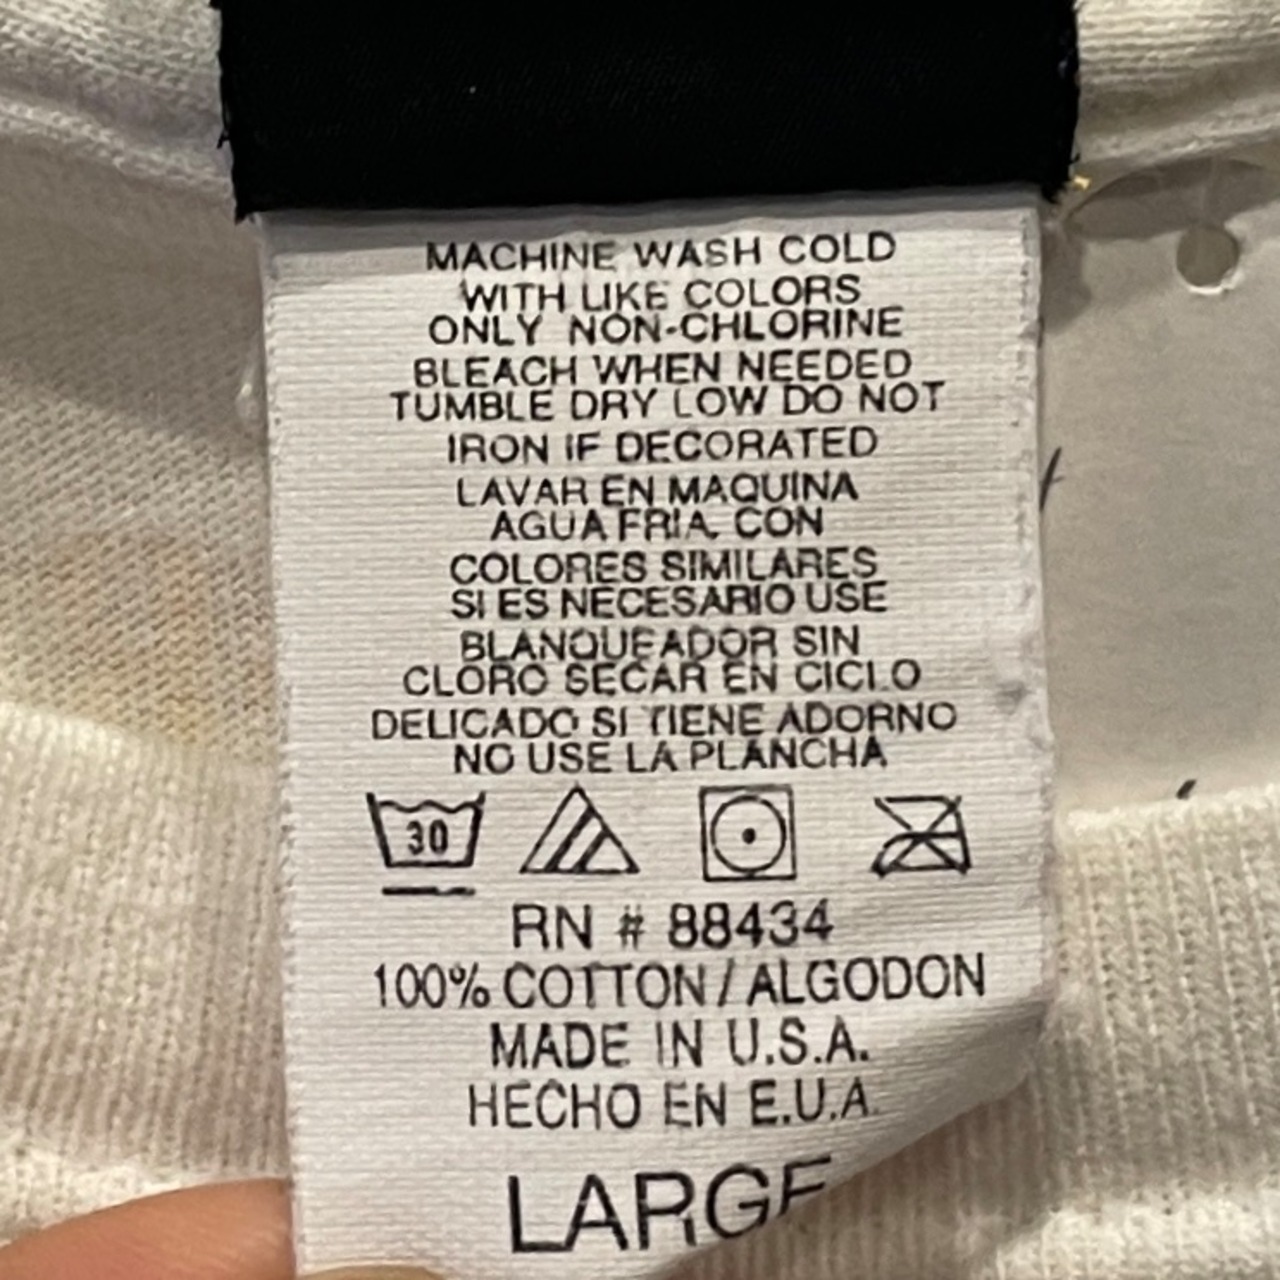 MACHINE WASH COLD
WITH LIKE COLORS
ONLY NON-CHLORINE
BLEACH WHEN NEEDED
TUMBLE DRY LOW DO NOT
IRON IF DECORATED
LAVAR EN MAQUINA
AGUA FRIA. CON
COLORES SIMILARES
SI ES NECESARIO USE
BLANQUEADOR SIN
CLORO SECAR EN CICLO
DELICADO SI TIENE ADORNO
NO USE LA PLANCHA
30
RN # 88434
100% COTTON / ALGODON
MADE IN U.S.A.
HECHO EN E.U.A.
LARGE